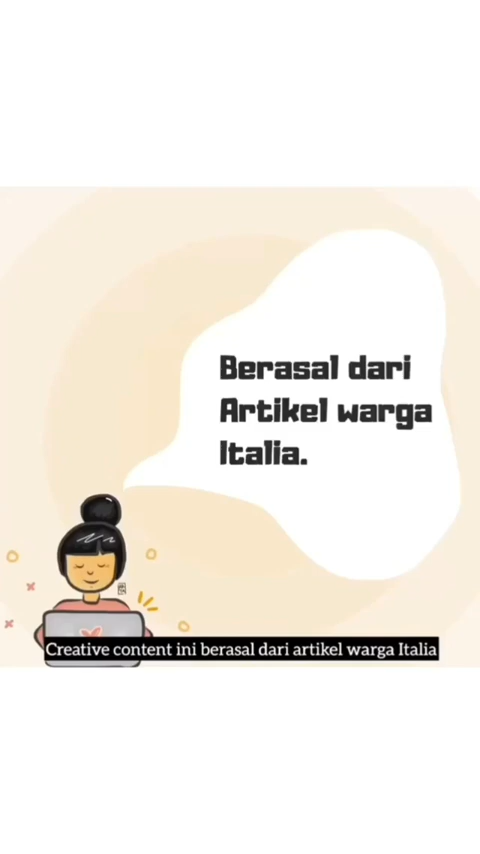 Berasal dari
Artikel warga
Italia.
Creative content ini berasal dari artikel warga Italia